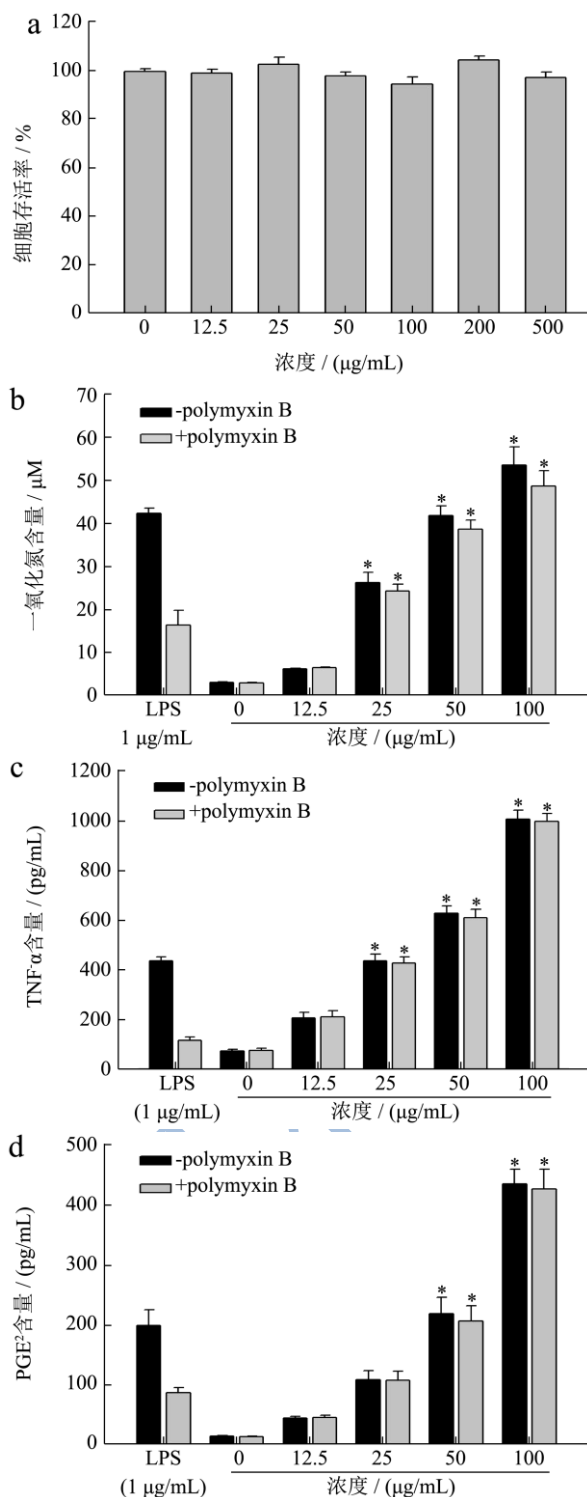 a
120
100
80
60
40
20
0
细胞存活率 / %
0 12.5 25 50 100 200 500
浓度 / (μg/mL)
b
70
60
50
40
30
20
10
0
一氧化氮含量 / μM
-polymyxin B
+polymyxin B
* * * * * *
LPS 0 12.5 25 50 100
1 μg/mL 浓度 / (μg/mL)
c
1200
1000
800
600
400
200
0
TNF-α含量 / (pg/mL)
-polymyxin B
+polymyxin B
* * * * * *
LPS 0 12.5 25 50 100
(1 μg/mL) 浓度 / (μg/mL)
d
500
400
300
200
100
0
PGE²含量 / (pg/mL)
-polymyxin B
+polymyxin B
* * * *
LPS 0 12.5 25 50 100
(1 μg/mL) 浓度 / (μg/mL)